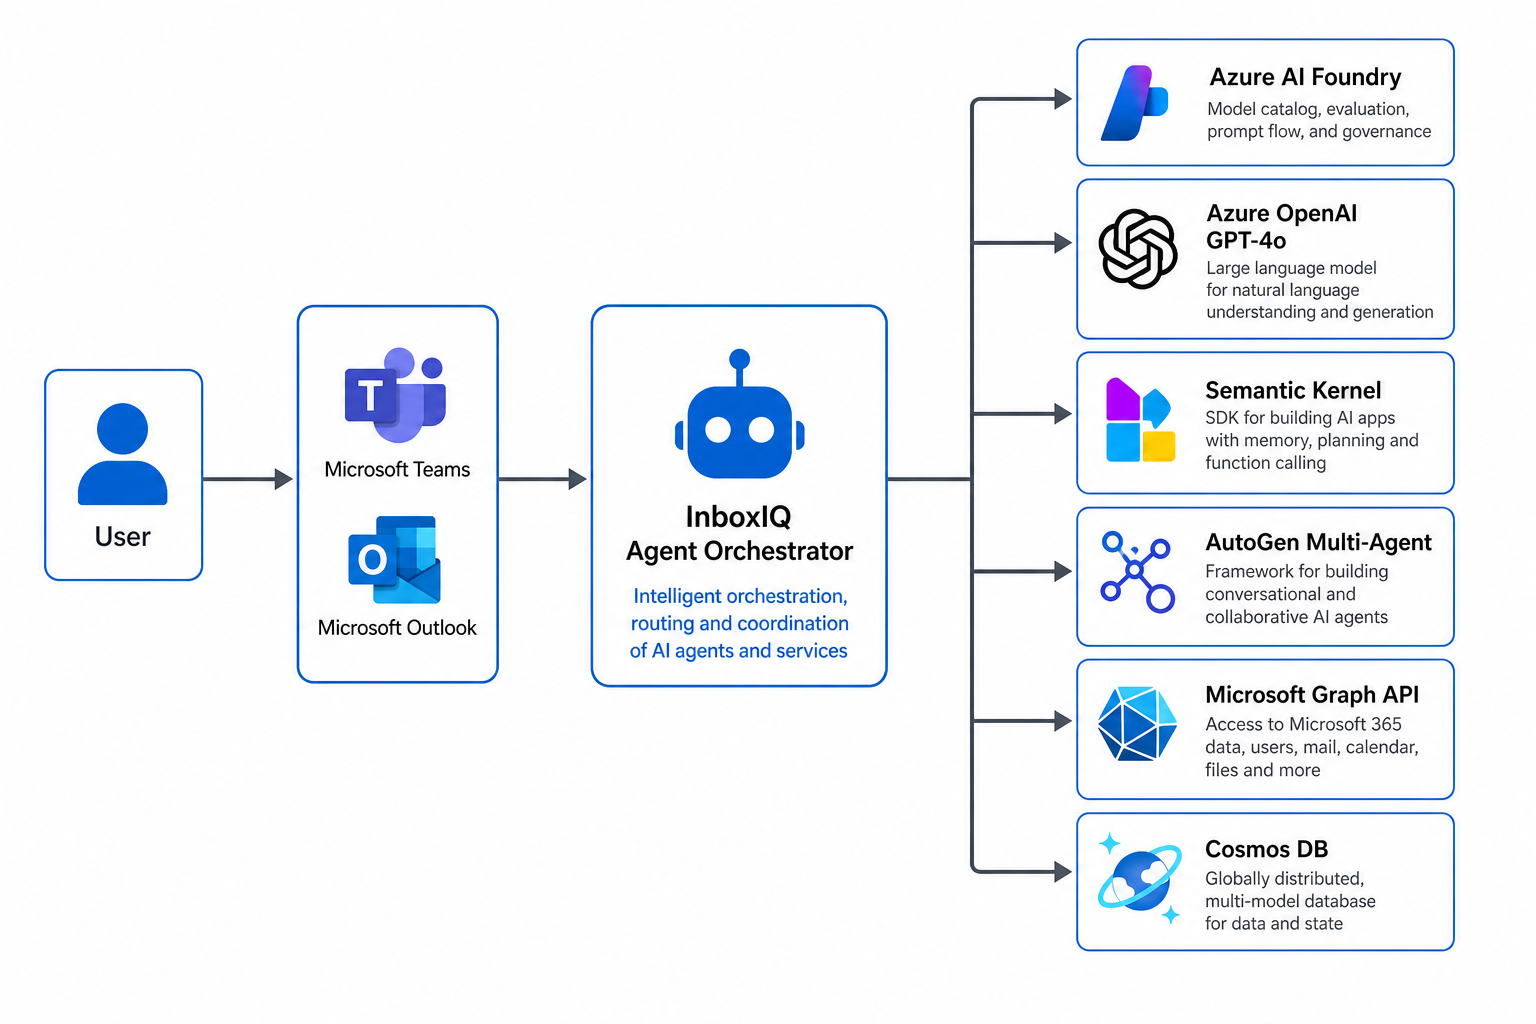 User
T
Microsoft Teams
O
Microsoft Outlook
InboxIQ
Agent Orchestrator
Intelligent orchestration,
routing and coordination
of AI agents and services
Azure AI Foundry
Model catalog, evaluation,
prompt flow, and governance
Azure OpenAI
GPT-4o
Large language model
for natural language
understanding and generation
Semantic Kernel
SDK for building AI apps
with memory, planning and
function calling
AutoGen Multi-Agent
Framework for building
conversational and
collaborative AI agents
Microsoft Graph API
Access to Microsoft 365
data, users, mail, calendar,
files and more
Cosmos DB
Globally distributed,
multi-model database
for data and state